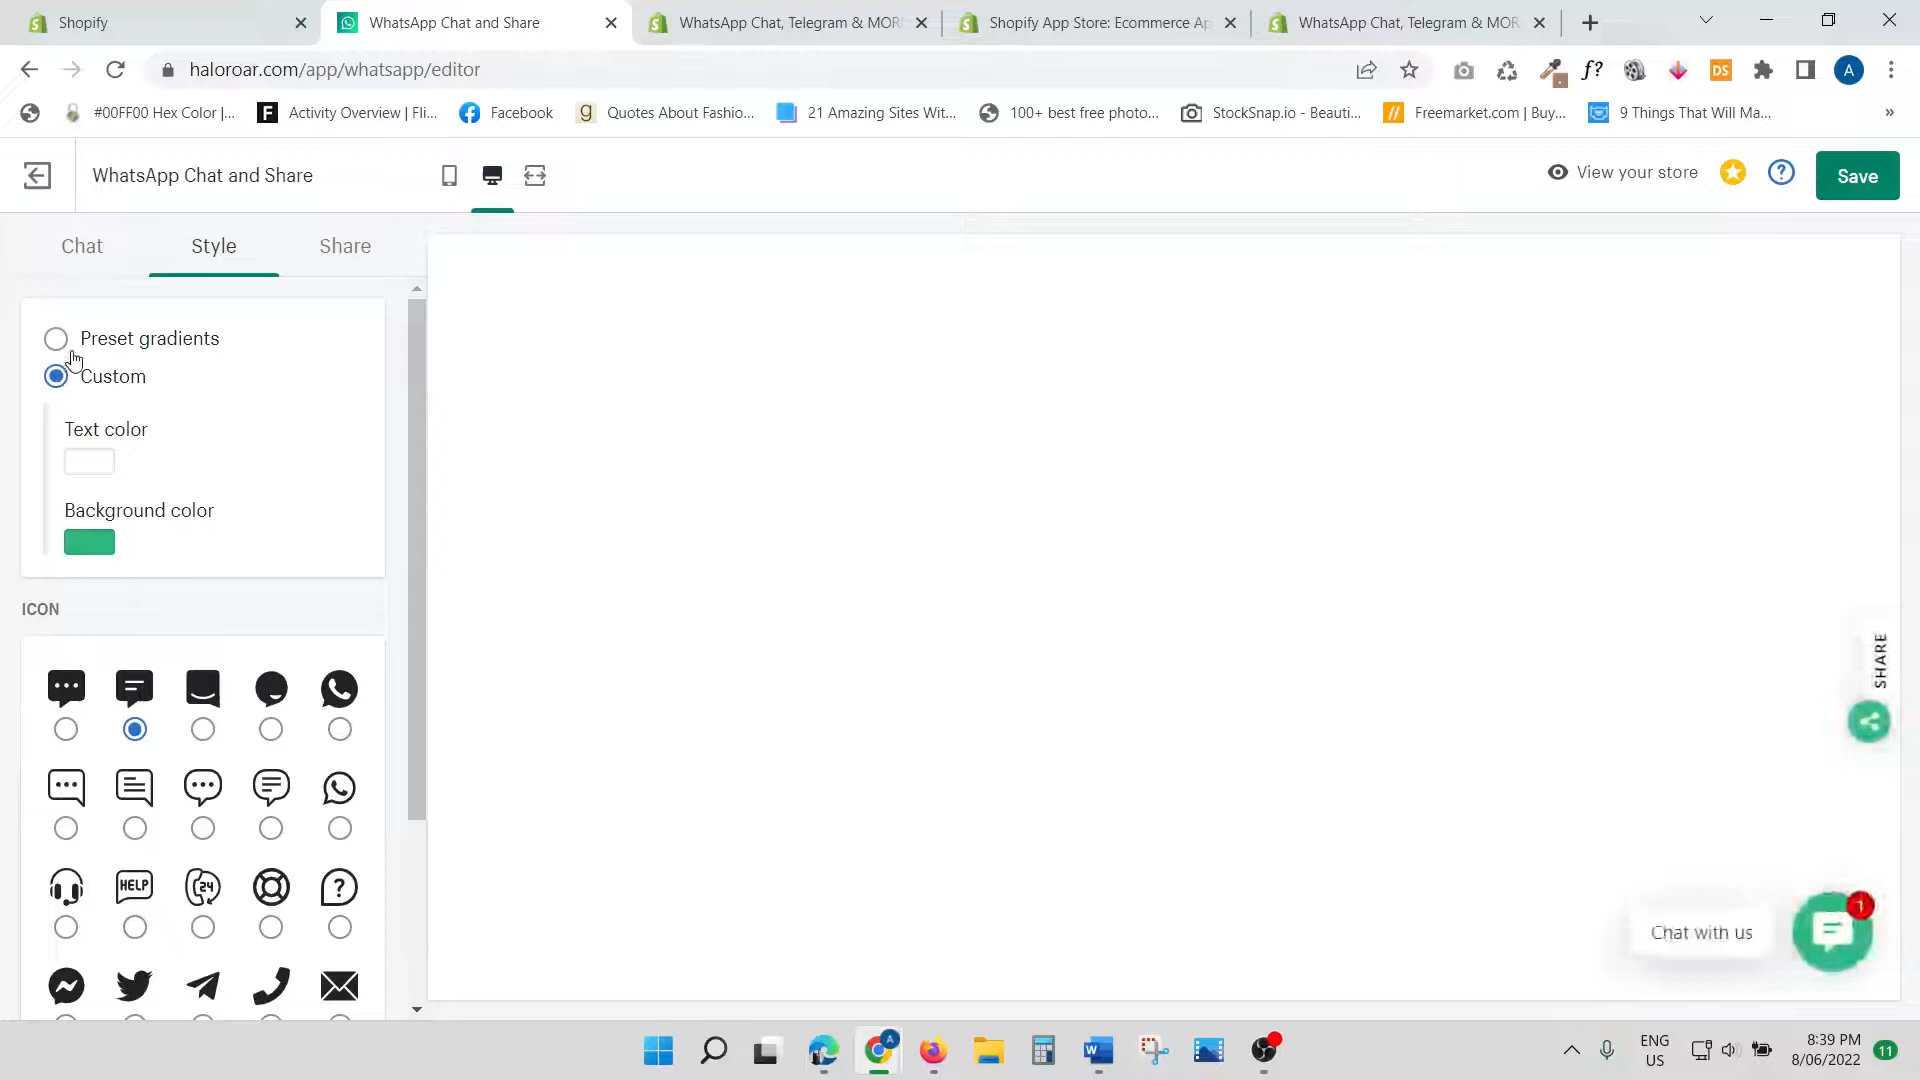 Shopify
WhatsApp Chat and Share
WhatsApp Chat, Telegram & MOR
Shopify App Store: Ecommerce Ap
WhatsApp Chat, Telegram & MOR
haloroar.com/app/whatsapp/editor
f?
DS
A
#00FF00 Hex Color |...
F Activity Overview | Fli...
Facebook
g Quotes About Fashio...
21 Amazing Sites Wit...
100+ best free photo...
StockSnap.io - Beauti...
Freemarket.com | Buy,...
9 Things That Will Ma...
»
WhatsApp Chat and Share
View your store
?
Save
Chat
Style
Share
Preset gradients
Custom
Text color
Background color
ICON
HELP
24
?
SHARE
Chat with us
1
A
W
ENG
US
8:39 PM
8/06/2022
11